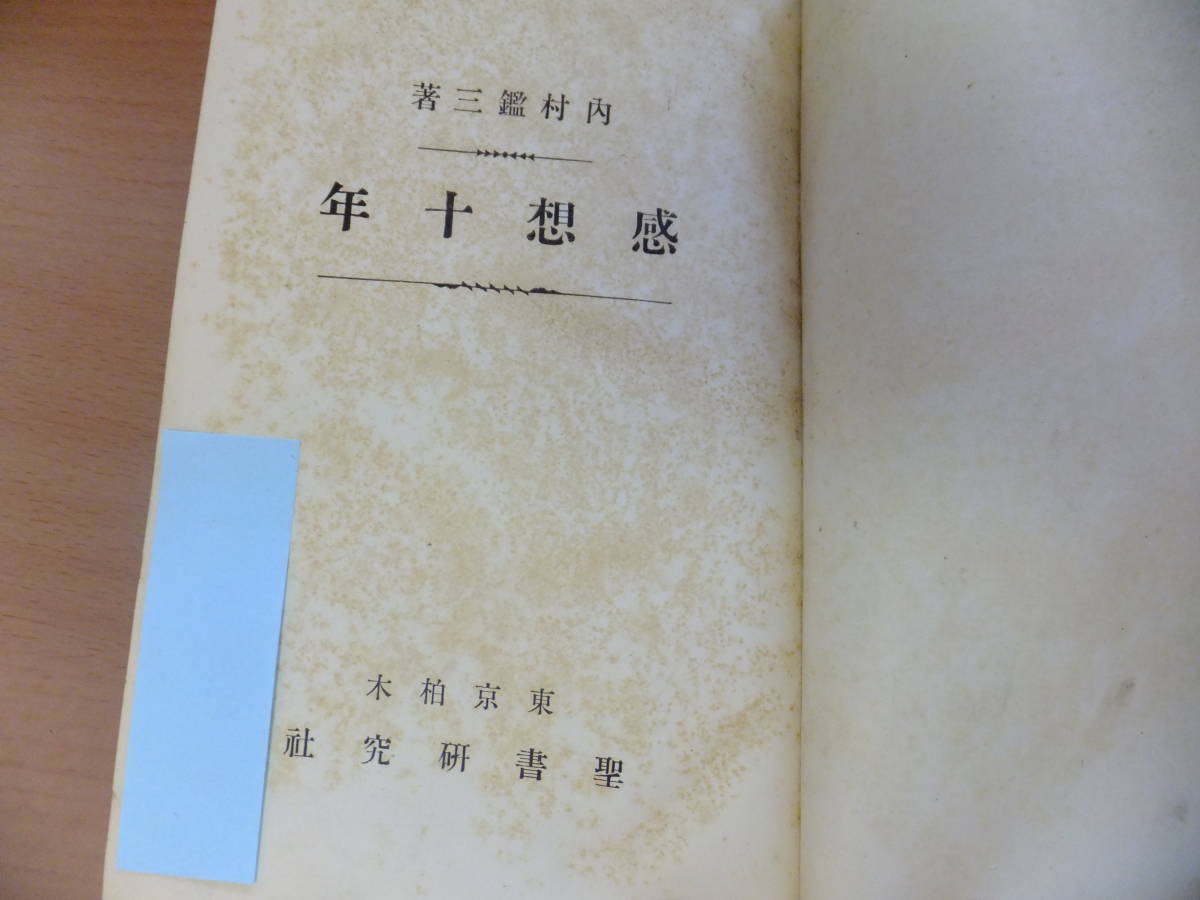 內村鑑三著
感想十年
東京柏木
聖書研究社